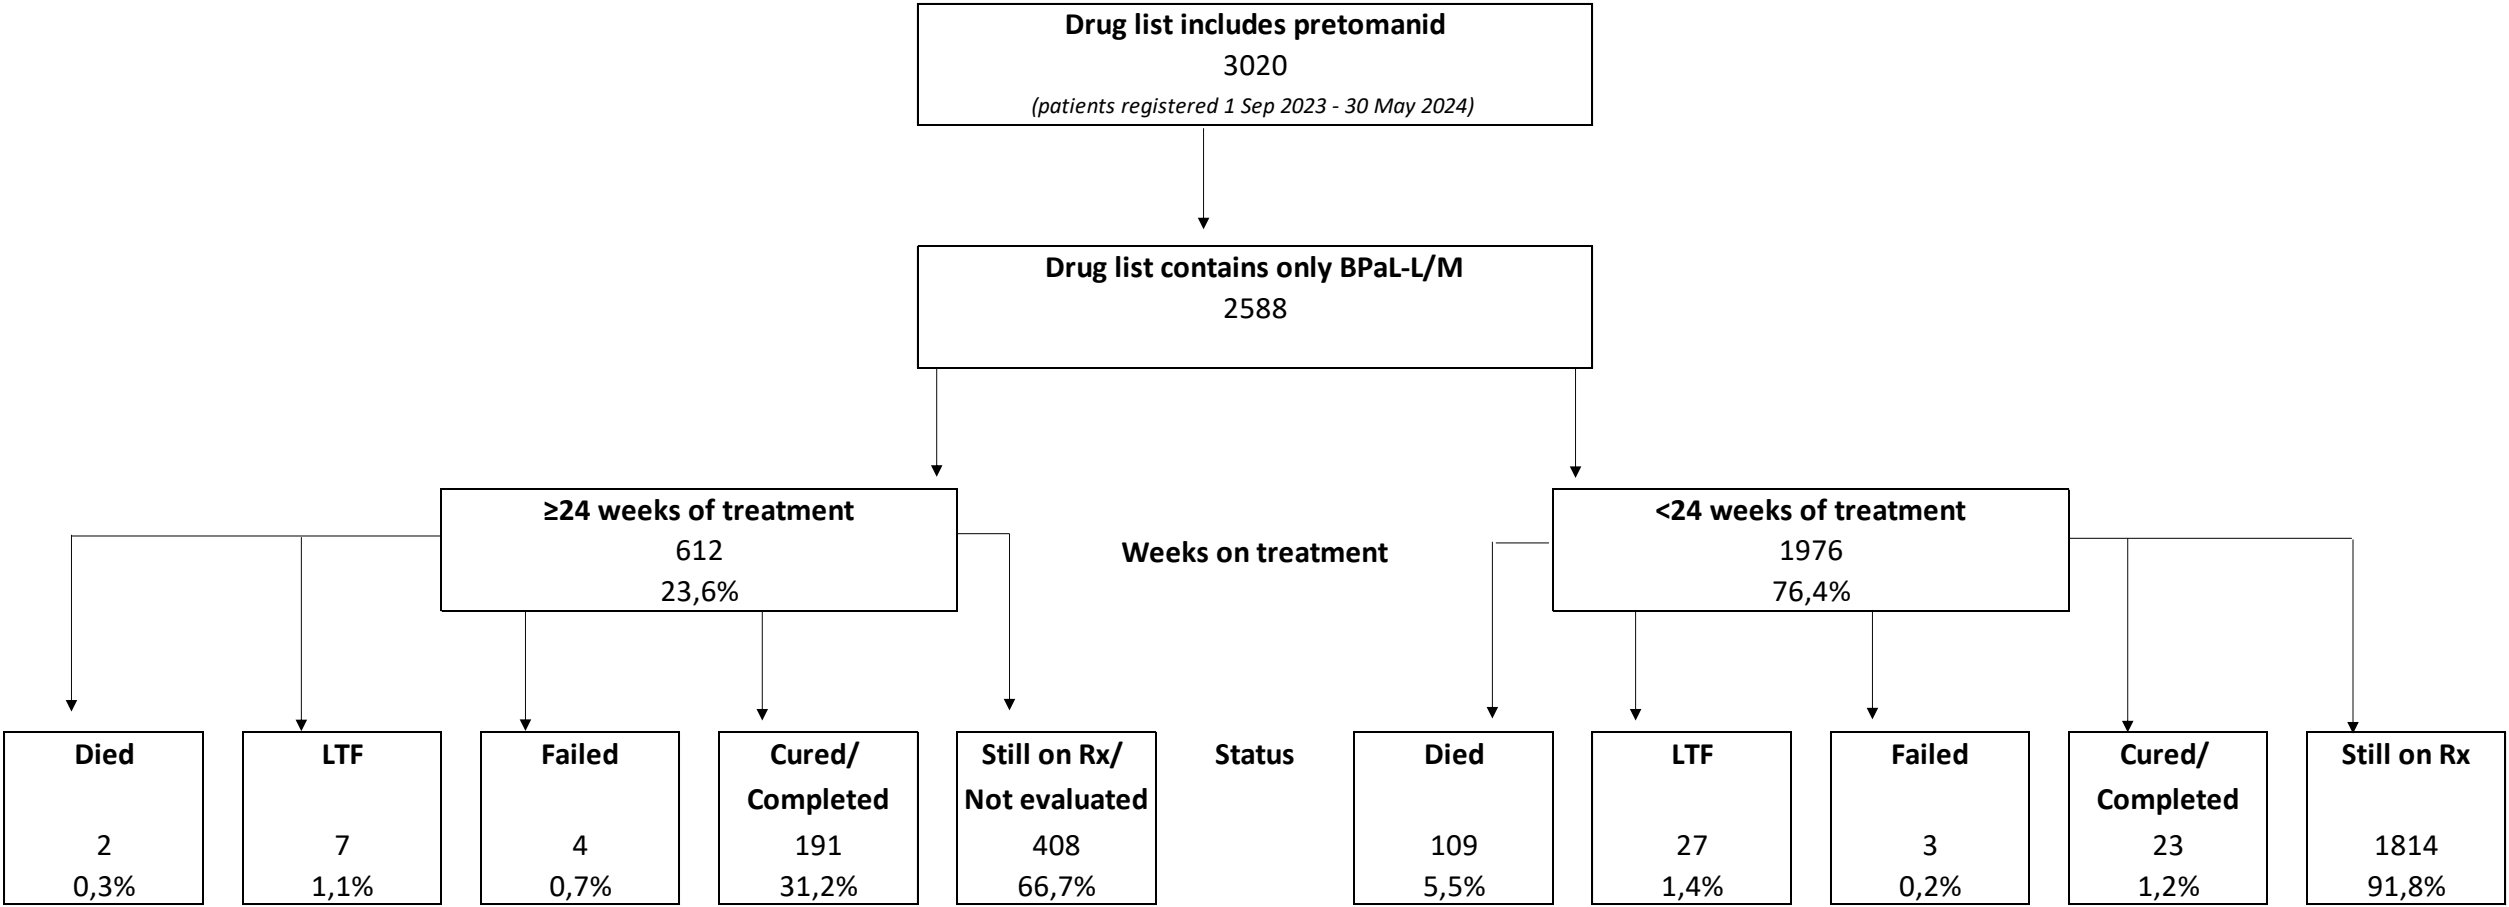 Drug list includes pretomanid
3020
(patients registered 1 Sep 2023 - 30 May 2024)
Drug list contains only BPaL-L/M
2588
≥24 weeks of treatment
612
23,6%
Weeks on treatment
<24 weeks of treatment
1976
76,4%
Died
2
0,3%
LTF
7
1,1%
Failed
4
0,7%
Cured/
Completed
191
31,2%
Still on Rx/
Not evaluated
408
66,7%
Status
Died
109
5,5%
LTF
27
1,4%
Failed
3
0,2%
Cured/
Completed
23
1,2%
Still on Rx
1814
91,8%